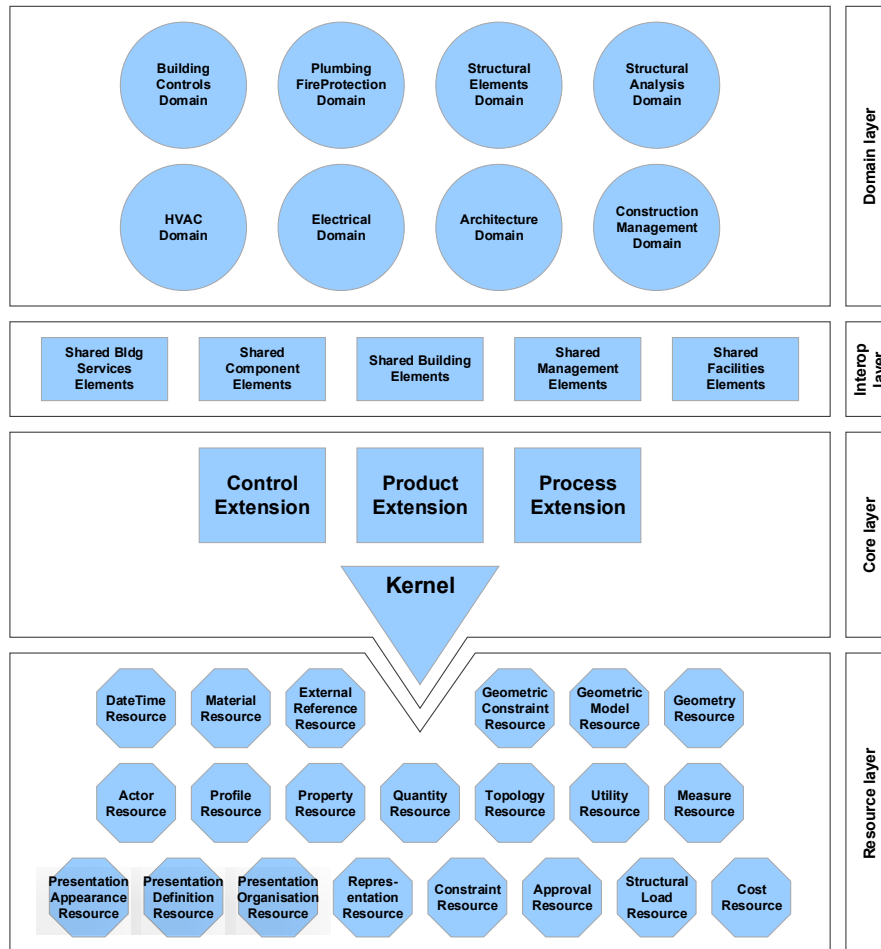 Building
Controls
Domain
Plumbing
FireProtection
Domain
Structural
Elements
Domain
Structural
Analysis
Domain
HVAC
Domain
Electrical
Domain
Architecture
Domain
Construction
Management
Domain
Domain layer
Shared Bldg
Services
Elements
Shared
Component
Elements
Shared Building
Elements
Shared
Management
Elements
Shared
Facilities
Elements
Interop
layer
Control
Extension
Product
Extension
Process
Extension
Kernel
Core layer
DateTime
Resource
Material
Resource
External
Reference
Resource
Geometric
Constraint
Resource
Geometric
Model
Resource
Geometry
Resource
Actor
Resource
Profile
Resource
Property
Resource
Quantity
Resource
Topology
Resource
Utility
Resource
Measure
Resource
Presentation
Appearance
Resource
Presentation
Definition
Resource
Presentation
Organisation
Resource
Repres-
entation
Resource
Constraint
Resource
Approval
Resource
Structural
Load
Resource
Cost
Resource
Resource layer